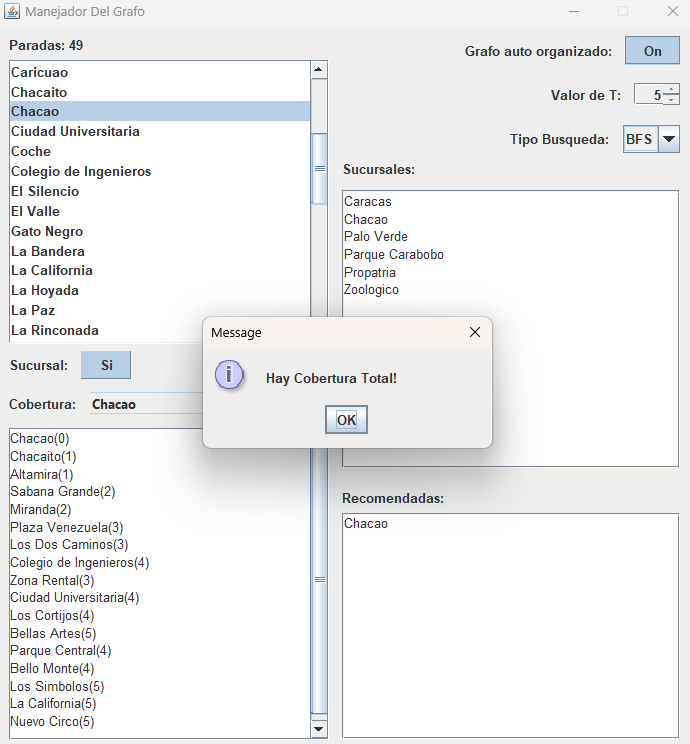 Manejador Del Grafo
Paradas: 49
Caricuao
Chacaito
Chacao
Ciudad Universitaria
Coche
Colegio de Ingenieros
El Silencio
El Valle
Gato Negro
La Bandera
La California
La Hoyada
La Paz
La Rinconada
Sucursal: Si
Cobertura: Chacao
Chacao(0)
Chacaito(1)
Altamira(1)
Sabana Grande(2)
Miranda(2)
Plaza Venezuela(3)
Los Dos Caminos(3)
Colegio de Ingenieros(4)
Zona Rental(3)
Ciudad Universitaria(4)
Los Cortijos(4)
Bellas Artes(5)
Parque Central(4)
Bello Monte(4)
Los Simbolos(5)
La California(5)
Nuevo Circo(5)
Grafo auto organizado: On
Valor de T: 5
Tipo Busqueda: BFS
Sucursales:
Caracas
Chacao
Palo Verde
Parque Carabobo
Propatria
Zoologico
Recomendadas:
Chacao
Message
Hay Cobertura Total!
OK